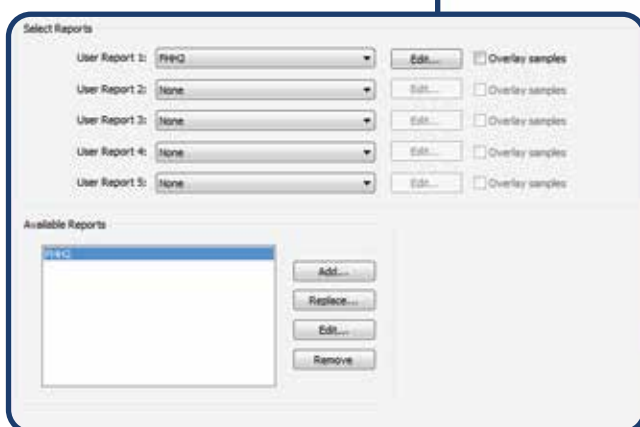 Select Reports
User Report 1: Edit... Overlay samples
User Report 2: None Edit... Overlay samples
User Report 3: None Edit... Overlay samples
User Report 4: None Edit... Overlay samples
User Report 5: None Edit... Overlay samples
Available Reports
Add...
Replace...
Edit...
Remove